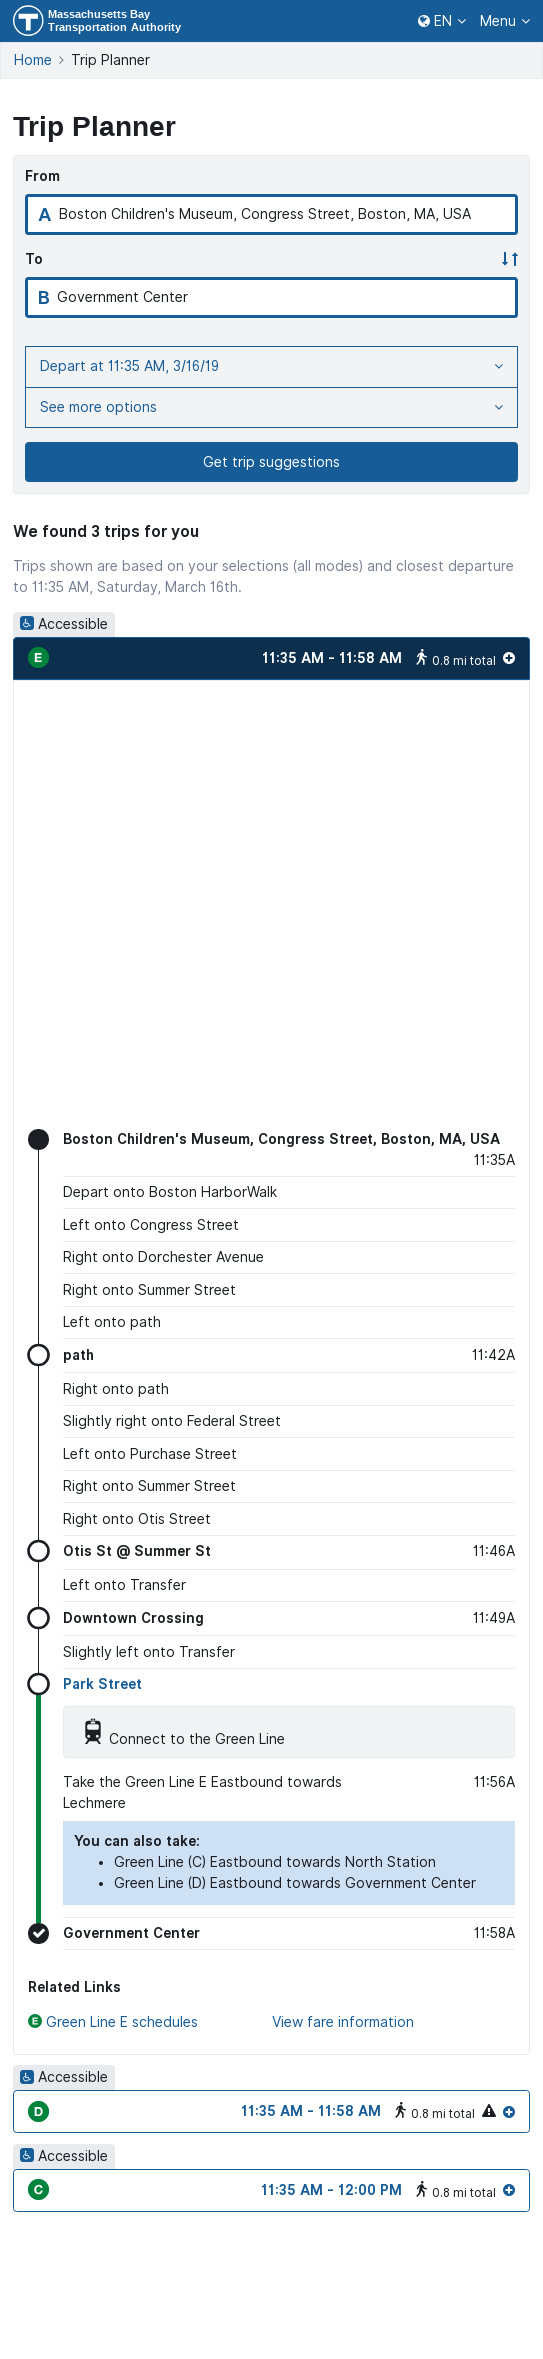 Massachusetts Bay
Transportation Authority
EN
Menu
Home
Trip Planner
Trip Planner
From
A Boston Children's Museum, Congress Street, Boston, MA, USA
To
B Government Center
Depart at 11:35 AM, 3/16/19
See more options
Get trip suggestions
We found 3 trips for you
Trips shown are based on your selections (all modes) and closest departure
to 11:35 AM, Saturday, March 16th.
Accessible
E 11:35 AM - 11:58 AM 0.8 mi total
Boston Children's Museum, Congress Street, Boston, MA, USA
11:35A
Depart onto Boston HarborWalk
Left onto Congress Street
Right onto Dorchester Avenue
Right onto Summer Street
Left onto path
path 11:42A
Right onto path
Slightly right onto Federal Street
Left onto Purchase Street
Right onto Summer Street
Right onto Otis Street
Otis St @ Summer St 11:46A
Left onto Transfer
Downtown Crossing 11:49A
Slightly left onto Transfer
Park Street
Connect to the Green Line
Take the Green Line E Eastbound towards 11:56A
Lechmere
You can also take:
• Green Line (C) Eastbound towards North Station
• Green Line (D) Eastbound towards Government Center
Government Center 11:58A
Related Links
E Green Line E schedules View fare information
Accessible
D 11:35 AM - 11:58 AM 0.8 mi total
Accessible
C 11:35 AM - 12:00 PM 0.8 mi total